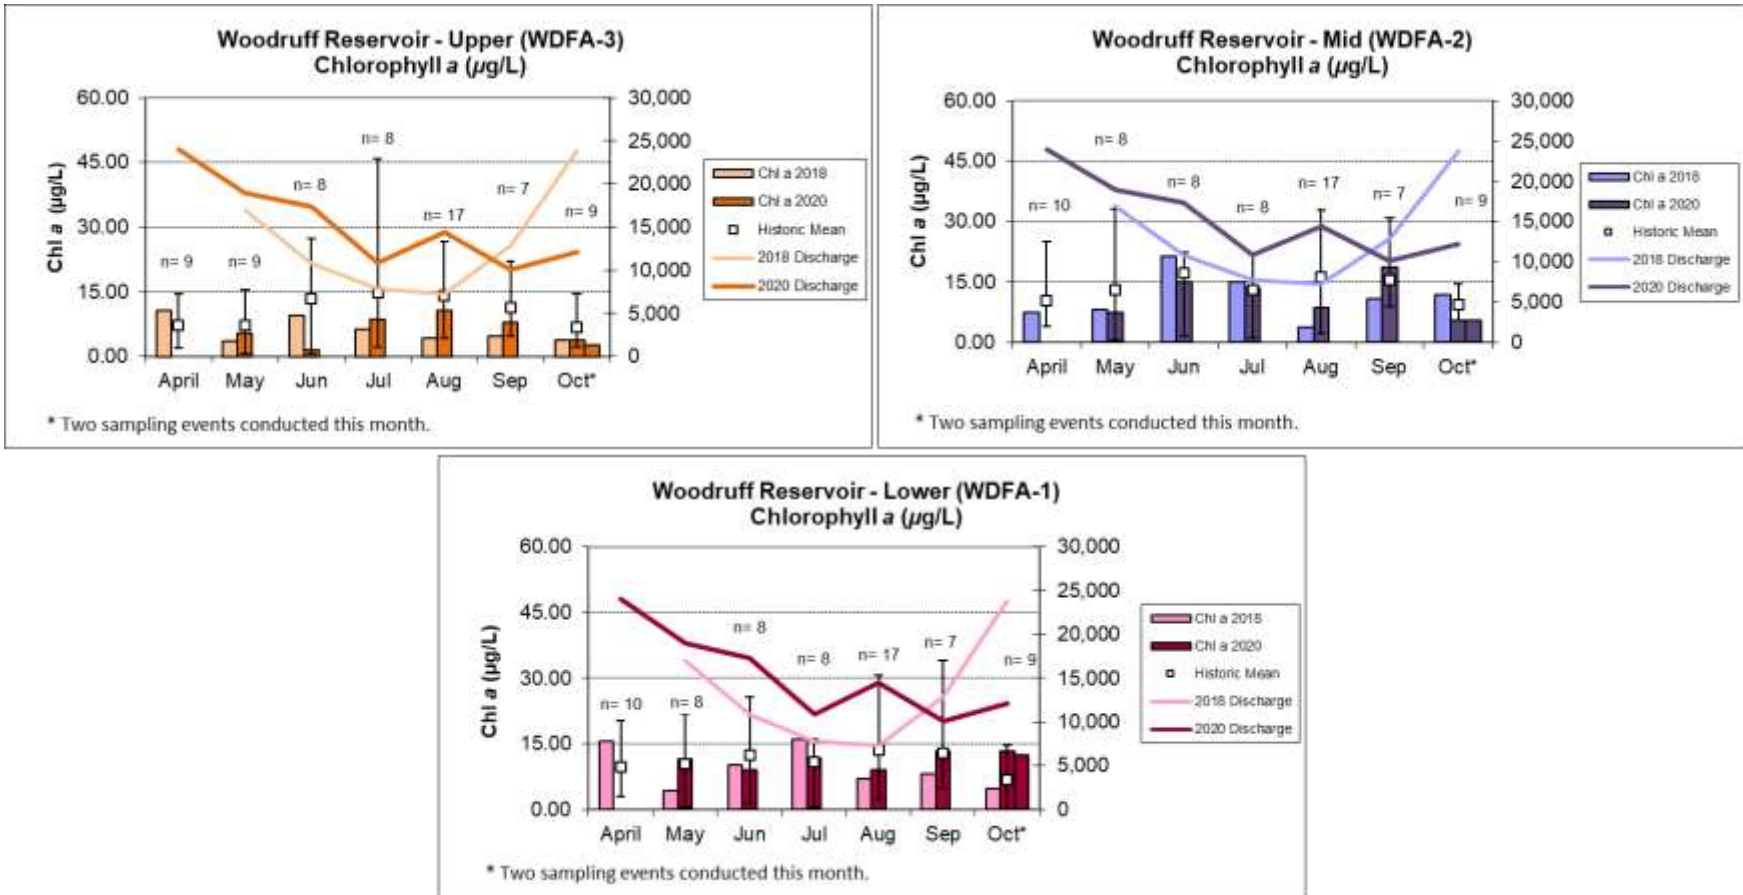 Woodruff Reservoir - Upper (WDFA-3)
Chlorophyll a (µg/L)
60.00
45.00
30.00
15.00
0.00
Chl a (µg/L)
30,000
25,000
20,000
15,000
10,000
5,000
0
n= 9
n= 9
n= 8
n= 8
n= 17
n= 7
n= 9
April May Jun Jul Aug Sep Oct*
Chl a 2018
Chl a 2020
Historic Mean
2018 Discharge
2020 Discharge
* Two sampling events conducted this month.
Woodruff Reservoir - Mid (WDFA-2)
Chlorophyll a (µg/L)
60.00
45.00
30.00
15.00
0.00
Chl a (µg/L)
30,000
25,000
20,000
15,000
10,000
5,000
0
n= 10
n= 8
n= 8
n= 8
n= 17
n= 7
n= 9
April May Jun Jul Aug Sep Oct*
Chl a 2018
Chl a 2020
Historic Mean
2018 Discharge
2020 Discharge
* Two sampling events conducted this month.
Woodruff Reservoir - Lower (WDFA-1)
Chlorophyll a (µg/L)
60.00
45.00
30.00
15.00
0.00
Chl a (µg/L)
30,000
25,000
20,000
15,000
10,000
5,000
0
n= 10
n= 8
n= 8
n= 8
n= 17
n= 7
n= 9
April May Jun Jul Aug Sep Oct*
Chl a 2018
Chl a 2020
Historic Mean
2018 Discharge
2020 Discharge
* Two sampling events conducted this month.